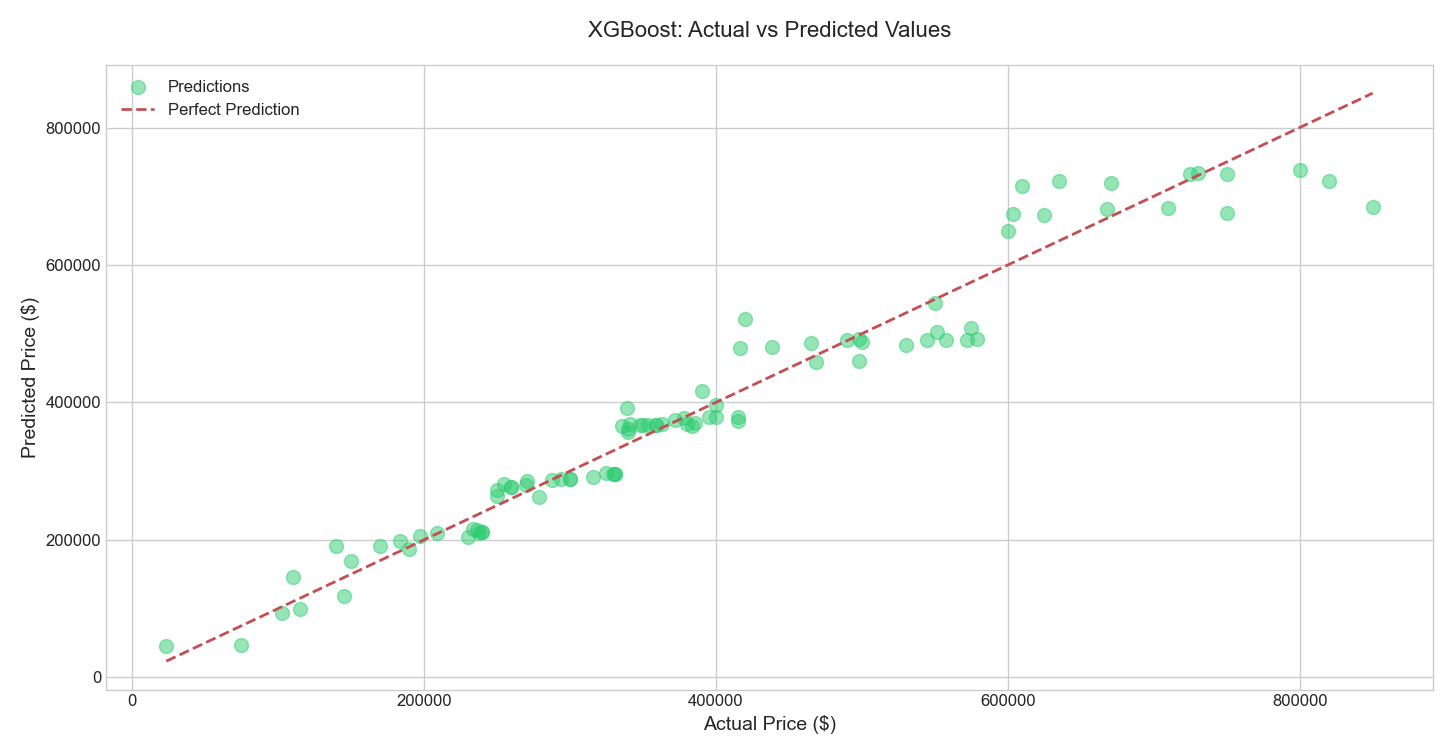 XGBoost: Actual vs Predicted Values
Predictions
Perfect Prediction
800000
600000
400000
200000
0
Predicted Price ($)
0 200000 400000 600000 800000
Actual Price ($)